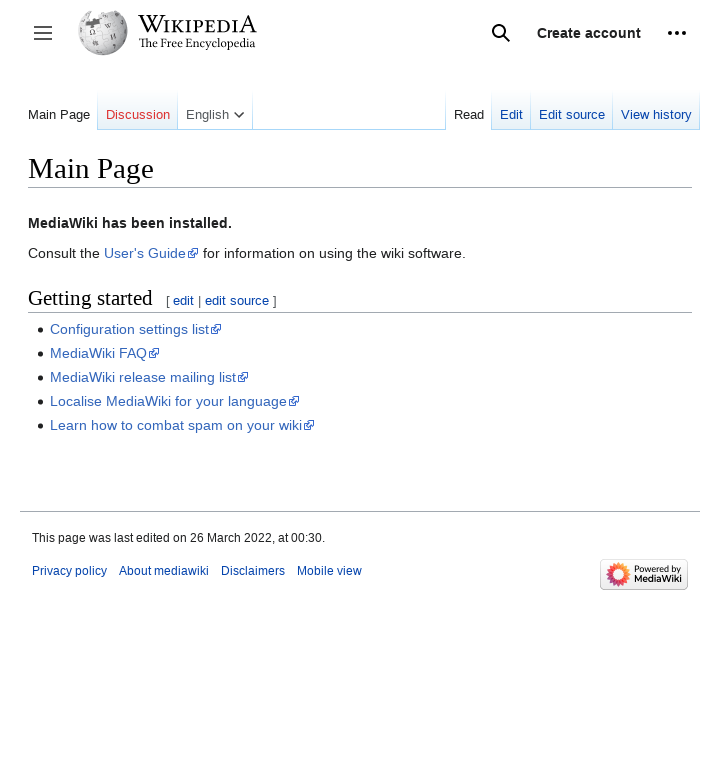 WIKIPEDIA
The Free Encyclopedia
Create account
Main Page Discussion English Read Edit Edit source View history
Main Page
MediaWiki has been installed.
Consult the User's Guide for information on using the wiki software.
Getting started [ edit | edit source ]
Configuration settings list
MediaWiki FAQ
MediaWiki release mailing list
Localise MediaWiki for your language
Learn how to combat spam on your wiki
This page was last edited on 26 March 2022, at 00:30.
Privacy policy About mediawiki Disclaimers Mobile view
Powered by
MediaWiki